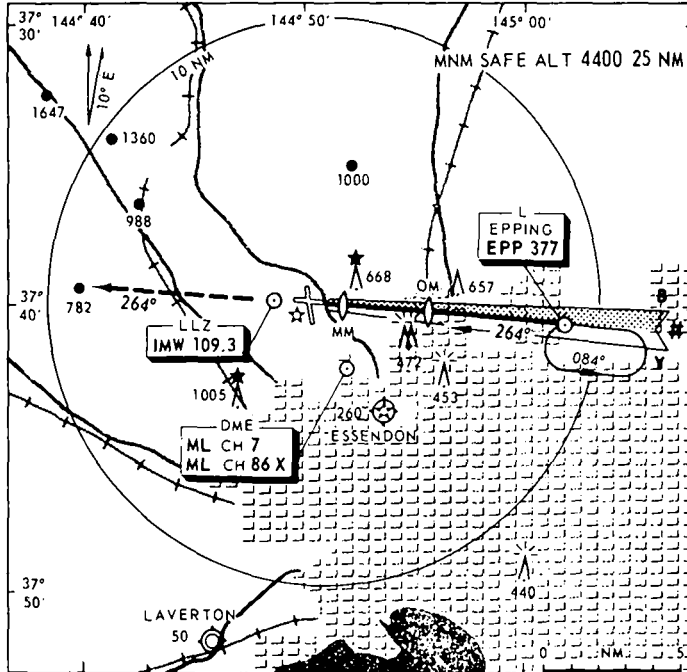 37° 30'
144° 40'
144° 50'
145° 00'
10 NM
MNM SAFE ALT 4400 25 NM
10° E
1647
1360
1000
988
L
EPPING
EPP 377
668
OM
657
782
264°
37° 40'
LLZ
IMW 109.3
MM
264°
B
Y
472
084°
1005
453
260
ESSENDON
DME
ML CH 7
ML CH 86 X
37° 50'
440
LAVERTON
50
0 NM 5